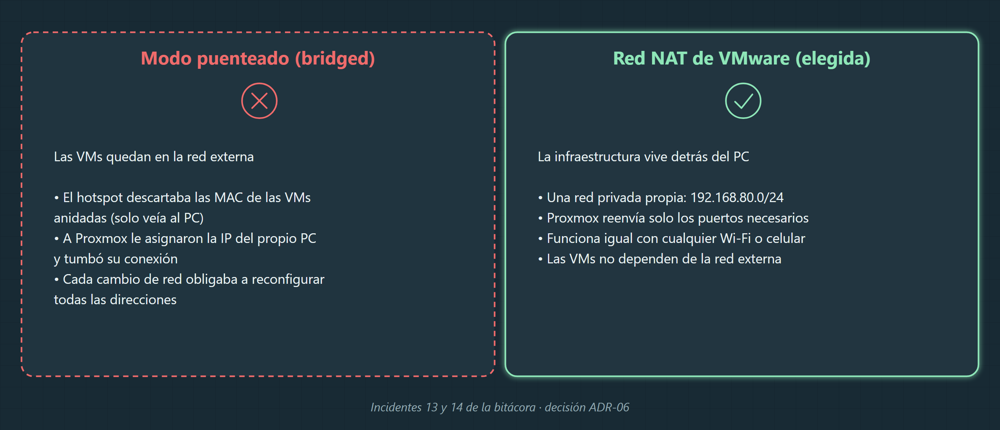 Modo puenteado (bridged)
Las VMs quedan en la red externa
• El hotspot descartaba las MAC de las VMs
anidadas (solo veía al PC)
• A Proxmox le asignaron la IP del propio PC
y tumbó su conexión
• Cada cambio de red obligaba a reconfigurar
todas las direcciones
Red NAT de VMware (elegida)
La infraestructura vive detrás del PC
• Una red privada propia: 192.168.80.0/24
• Proxmox reenvía solo los puertos necesarios
• Funciona igual con cualquier Wi-Fi o celular
• Las VMs no dependen de la red externa
Incidentes 13 y 14 de la bitácora · decisión ADR-06